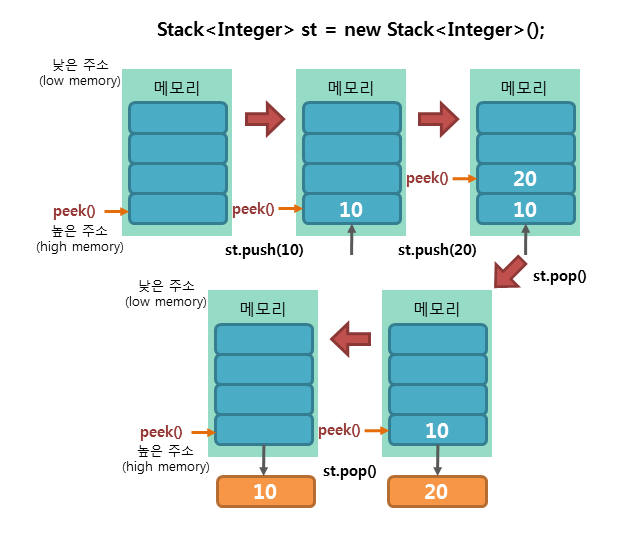 Stack<Integer> st = new Stack<Integer>();
낮은 주소
(low memory)
메모리
메모리
메모리
peek()
20
peek()
peek()
10
10
높은 주소
(high memory)
st.push(10)
st.push(20)
st.pop()
낮은 주소
(low memory)
메모리
메모리
peek()
peek()
10
높은 주소
(high memory)
st.pop()
10
20